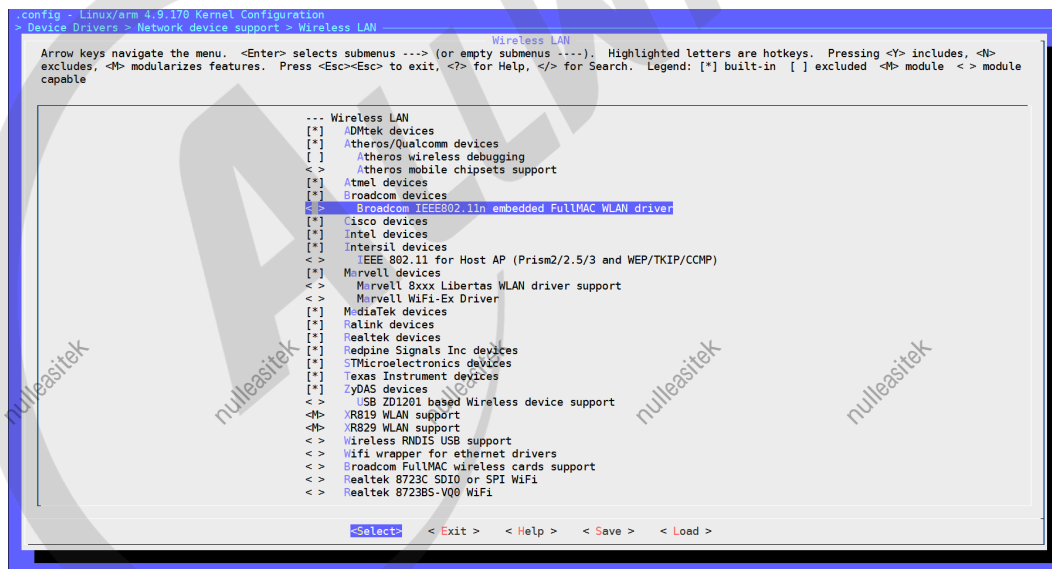 .config - Linux/arm 4.9.170 Kernel Configuration
> Device Drivers > Network device support > Wireless LAN
Wireless LAN
Arrow keys navigate the menu. <Enter> selects submenus ---> (or empty submenus ----). Highlighted letters are hotkeys. Pressing <Y> includes, <N>
excludes, <M> modularizes features. Press <Esc><Esc> to exit, <?> for Help, </> for Search. Legend: [*] built-in [ ] excluded <M> module < > module
capable
--- Wireless LAN
[*] ADMtek devices
[*] Atheros/Qualcomm devices
[ ] Atheros wireless debugging
< > Atheros mobile chipsets support
[*] Atmel devices
[*] Broadcom devices
< > Broadcom IEEE802.11n embedded FullMAC WLAN driver
[*] Cisco devices
[*] Intel devices
[*] Intersil devices
< > IEEE 802.11 for Host AP (Prism2/2.5/3 and WEP/TKIP/CCMP)
[*] Marvell devices
< > Marvell 8xxx Libertas WLAN driver support
< > Marvell WiFi-Ex Driver
[*] MediaTek devices
[*] Ralink devices
[*] Realtek devices
[*] Redpine Signals Inc devices
[*] STMicroelectronics devices
[*] Texas Instrument devices
[*] ZyDAS devices
< > USB ZD1201 based Wireless device support
<M> XR819 WLAN support
<M> XR829 WLAN support
< > Wireless RNDIS USB support
< > Wifi wrapper for ethernet drivers
< > Broadcom FullMAC wireless cards support
< > Realtek 8723C SDIO or SPI WiFi
< > Realtek 8723BS-VQ0 WiFi
<Select> < Exit > < Help > < Save > < Load >
nulleasitek
nulleasitek
nulleasitek
nulleasitek
nulleasitek